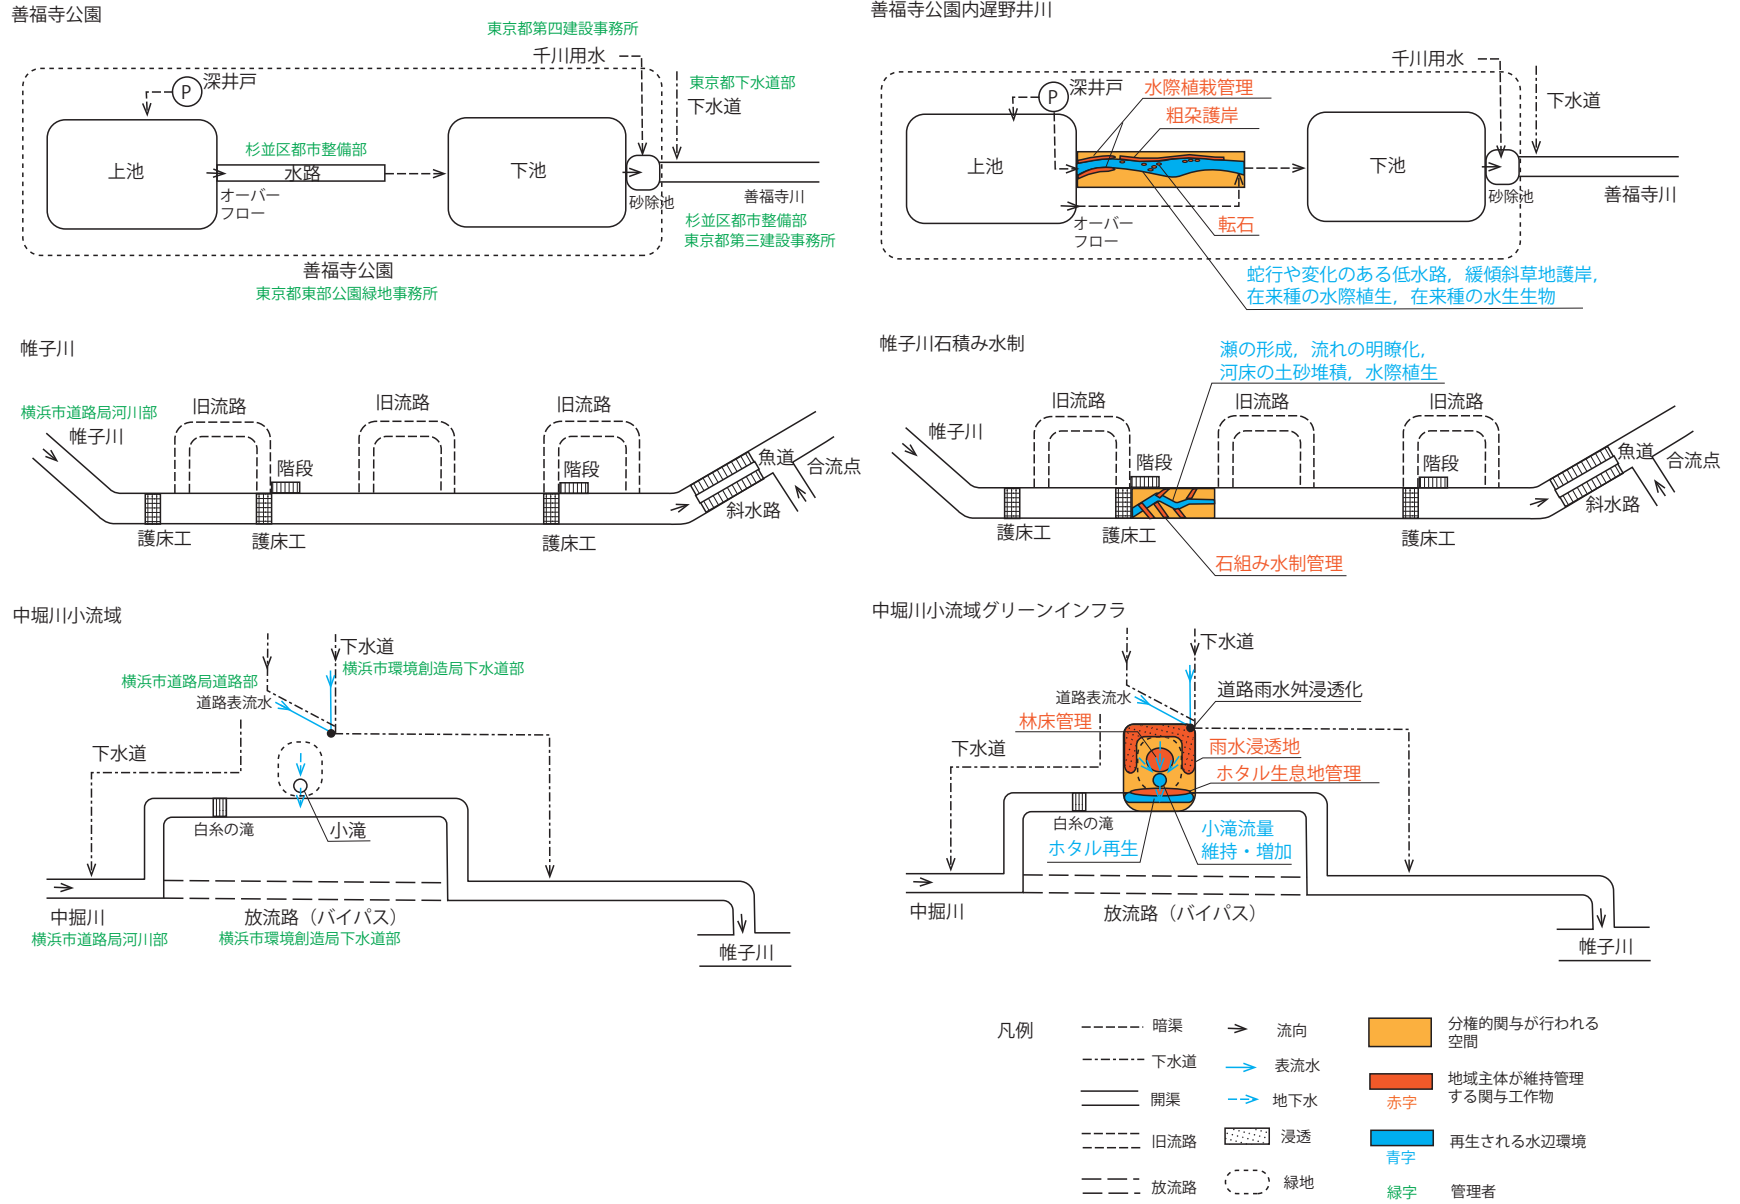 善福寺公園
東京都第四建設事務所
千川用水
深井戸
P
東京都下水道部
下水道
杉並区都市整備部
上池
水路
下池
オーバー
フロー
砂除池
善福寺川
杉並区都市整備部
東京都第三建設事務所
善福寺公園
東京都東部公園緑地事務所
善福寺公園内遅野井川
千川用水
深井戸
P
水際植栽管理
粗朶護岸
下水道
上池
下池
オーバー
フロー
転石
砂除池
善福寺川
蛇行や変化のある低水路，緩傾斜草地護岸，
在来種の水際植生，在来種の水生生物
帷子川
横浜市道路局河川部
帷子川
旧流路
旧流路
旧流路
階段
階段
魚道
合流点
斜水路
護床工
護床工
護床工
帷子川石積み水制
瀬の形成，流れの明瞭化，
河床の土砂堆積，水際植生
帷子川
旧流路
旧流路
旧流路
階段
階段
魚道
合流点
斜水路
護床工
護床工
護床工
石組み水制管理
中堀川小流域
下水道
横浜市環境創造局下水道部
横浜市道路局道路部
道路表流水
下水道
白糸の滝
小滝
中掘川
横浜市道路局河川部
放流路（バイパス）
横浜市環境創造局下水道部
帷子川
中堀川小流域グリーンインフラ
下水道
道路表流水
道路雨水舛浸透化
林床管理
下水道
雨水浸透地
ホタル生息地管理
白糸の滝
ホタル再生
小滝流量
維持・増加
中掘川
放流路（バイパス）
帷子川
凡例
暗渠
下水道
開渠
旧流路
放流路
流向
表流水
地下水
浸透
緑地
分権的関与が行われる
空間
地域主体が維持管理
する関与工作物
赤字
再生される水辺環境
青字
緑字
管理者